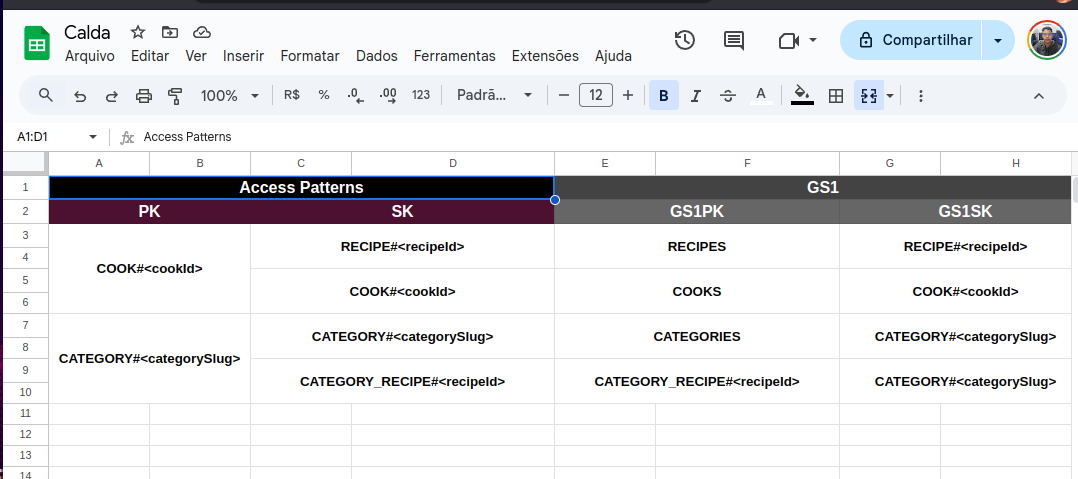 Calda
Arquivo Editar Ver Inserir Formatar Dados Ferramentas Extensões Ajuda
Compartilhar
100% R$ % .0 .00 123 Padrã... 12 B I A
A1:D1 fx Access Patterns
A B C D E F G H
1 Access Patterns GS1
2 PK SK GS1PK GS1SK
3 RECIPE#<recipeId> RECIPES RECIPE#<recipeId>
4 COOK#<cookId>
5 COOK#<cookId> COOKS COOK#<cookId>
6
7 CATEGORY#<categorySlug> CATEGORIES CATEGORY#<categorySlug>
8 CATEGORY#<categorySlug>
9 CATEGORY_RECIPE#<recipeId> CATEGORY_RECIPE#<recipeId> CATEGORY#<categorySlug>
10
11
12
13
14